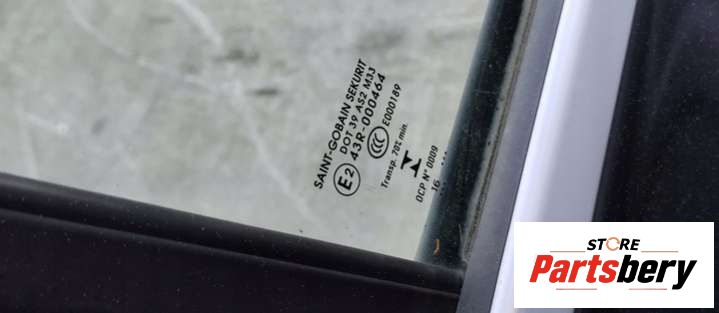 SAINT-GOBAIN SEKURIT
DOT 39 AS2 M33
E2 43R-000464
CCC E000189
Transp. 70% min.
OCP N° 0009
16
STORE
Partsbery